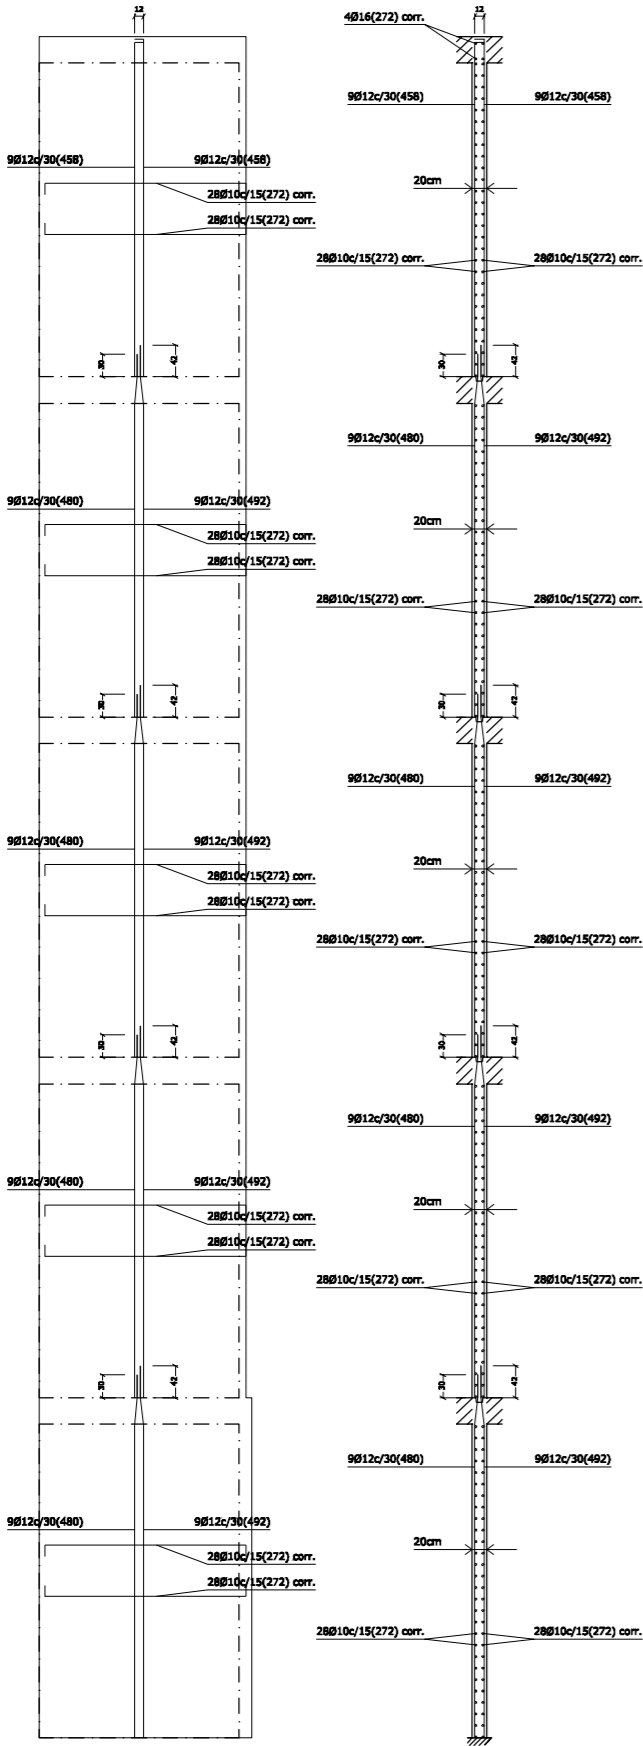 12
12
4Ø16(272) corr.
9Ø12c/30(458) 9Ø12c/30(458)
9Ø12c/30(458) 9Ø12c/30(458)
20cm
28Ø10c/15(272) corr.
28Ø10c/15(272) corr.
28Ø10c/15(272) corr. 28Ø10c/15(272) corr.
30 42 30 42
9Ø12c/30(480) 9Ø12c/30(492)
9Ø12c/30(480) 9Ø12c/30(492)
20cm
28Ø10c/15(272) corr.
28Ø10c/15(272) corr.
28Ø10c/15(272) corr. 28Ø10c/15(272) corr.
30 42 30 42
9Ø12c/30(480) 9Ø12c/30(492)
9Ø12c/30(480) 9Ø12c/30(492)
20cm
28Ø10c/15(272) corr.
28Ø10c/15(272) corr.
28Ø10c/15(272) corr. 28Ø10c/15(272) corr.
30 42 30 42
9Ø12c/30(480) 9Ø12c/30(492)
9Ø12c/30(480) 9Ø12c/30(492)
20cm
28Ø10c/15(272) corr.
28Ø10c/15(272) corr.
28Ø10c/15(272) corr. 28Ø10c/15(272) corr.
30 42 30 42
9Ø12c/30(480) 9Ø12c/30(492)
9Ø12c/30(480) 9Ø12c/30(492)
20cm
28Ø10c/15(272) corr.
28Ø10c/15(272) corr.
28Ø10c/15(272) corr. 28Ø10c/15(272) corr.